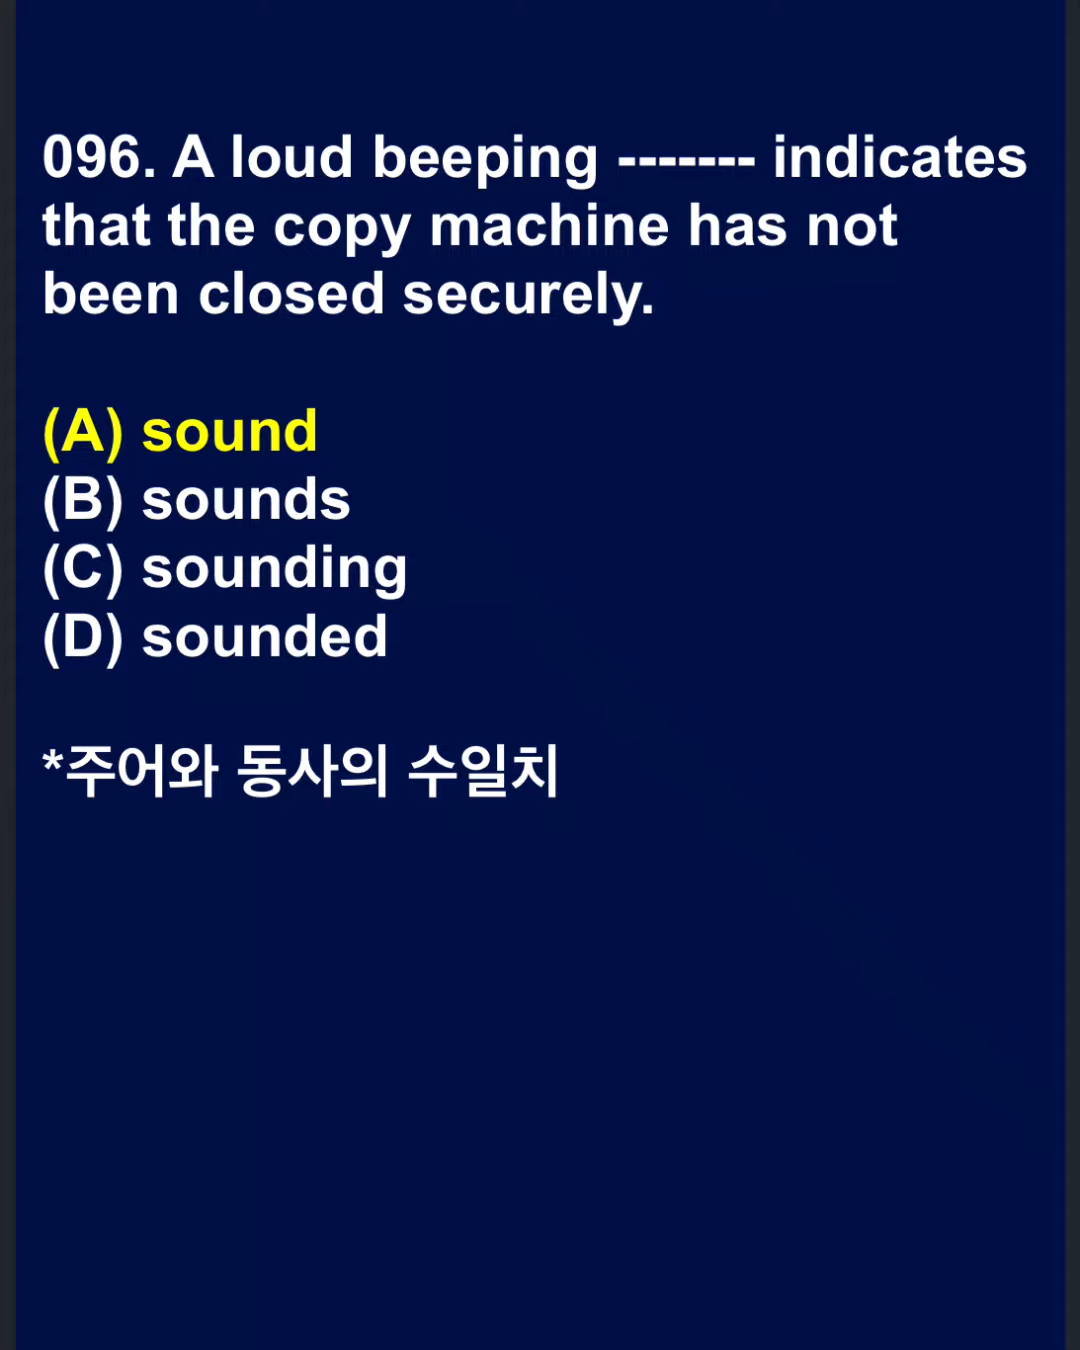 096. A loud beeping ------- indicates
that the copy machine has not
been closed securely.
(A) sound
(B) sounds
(C) sounding
(D) sounded
*주어와 동사의 수일치